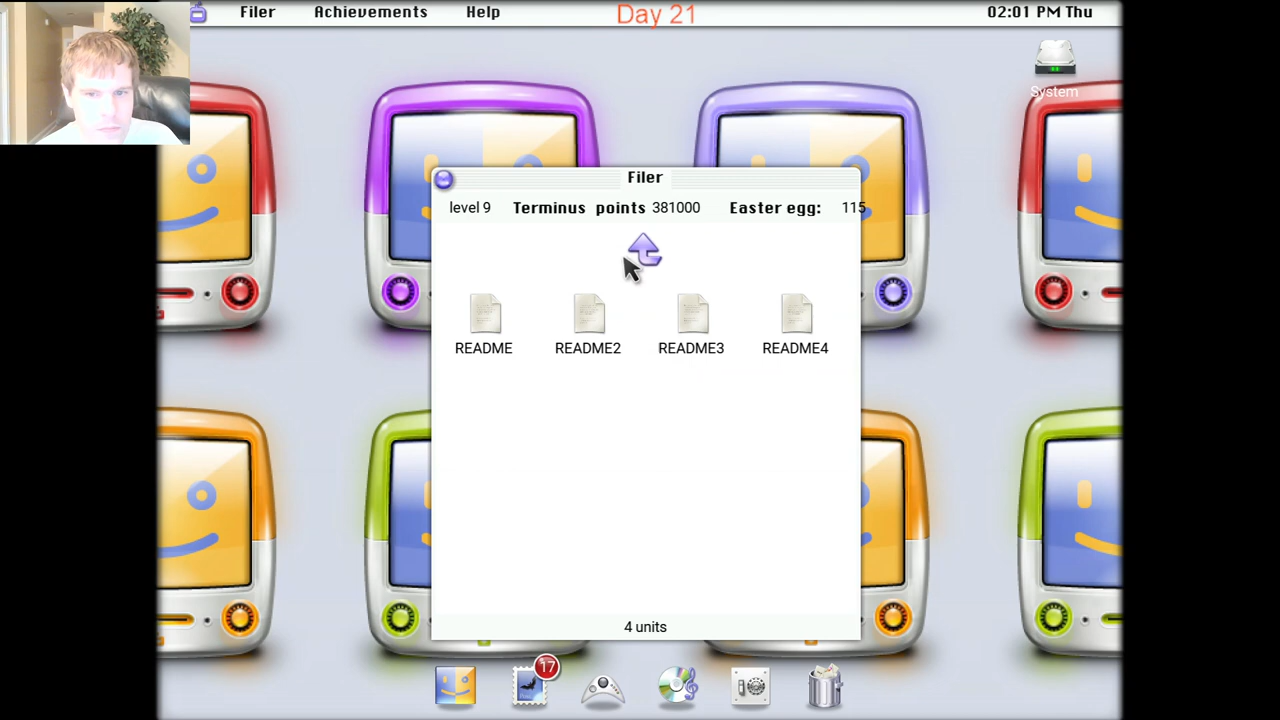 Filer Achievements Help Day 21 02:01 PM Thu
System
Filer
level 9 Terminus points 381000 Easter egg: 115
README README2 README3 README4
4 units
17